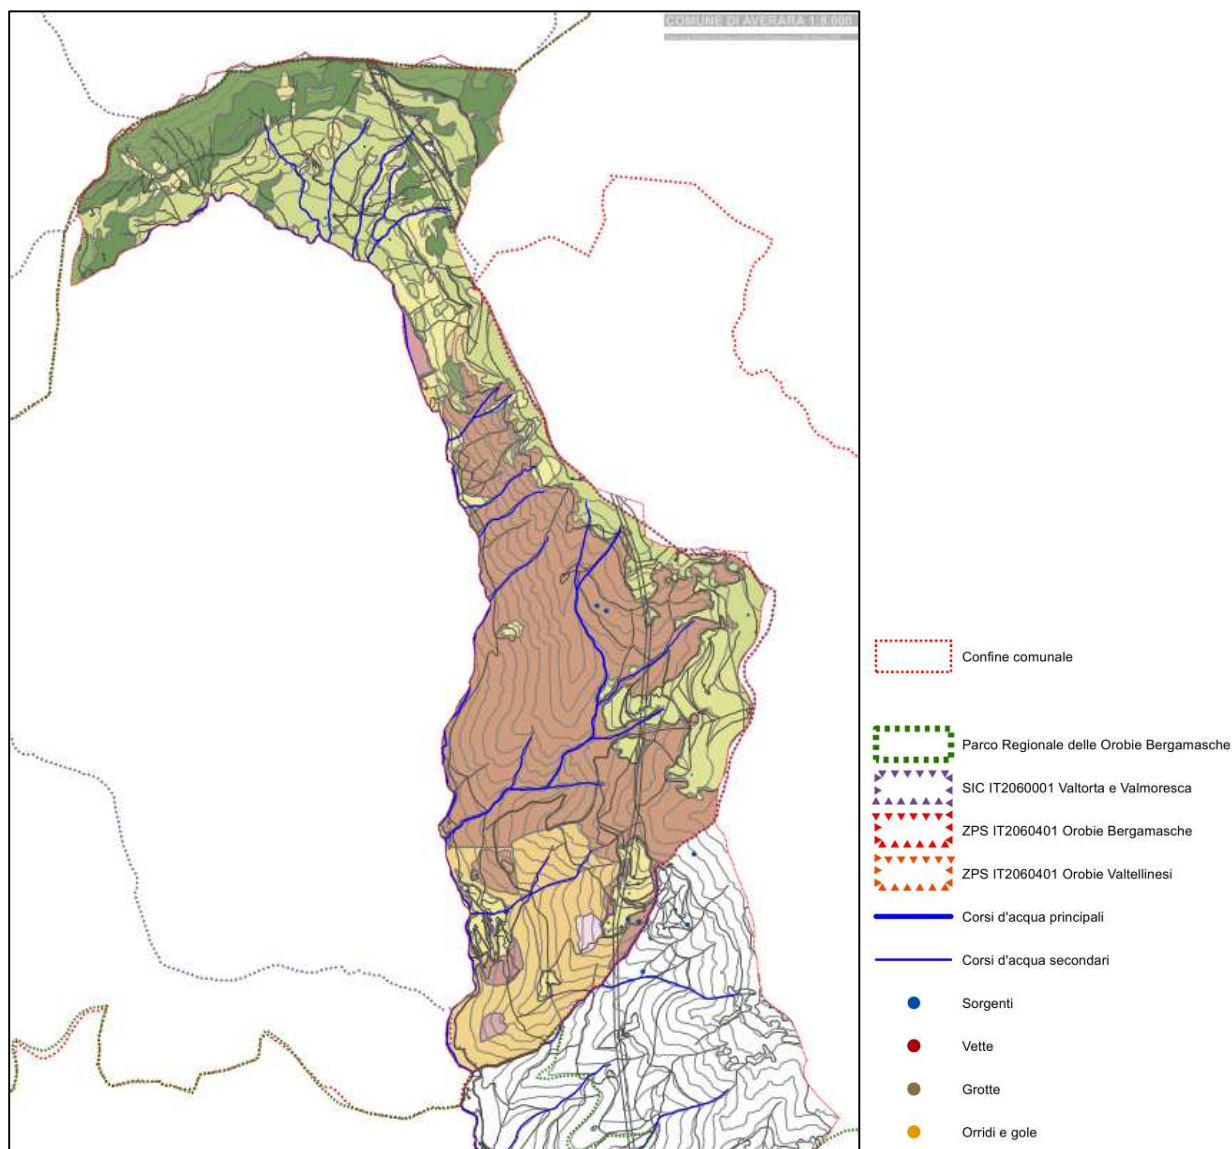 COMUNE DI AVERARA 1:8.000
Confine comunale
Parco Regionale delle Orobie Bergamasche
SIC IT2060001 Valtorta e Valmoresca
ZPS IT2060401 Orobie Bergamasche
ZPS IT2060401 Orobie Valtellinesi
Corsi d'acqua principali
Corsi d'acqua secondari
Sorgenti
Vette
Grotte
Orridi e gole